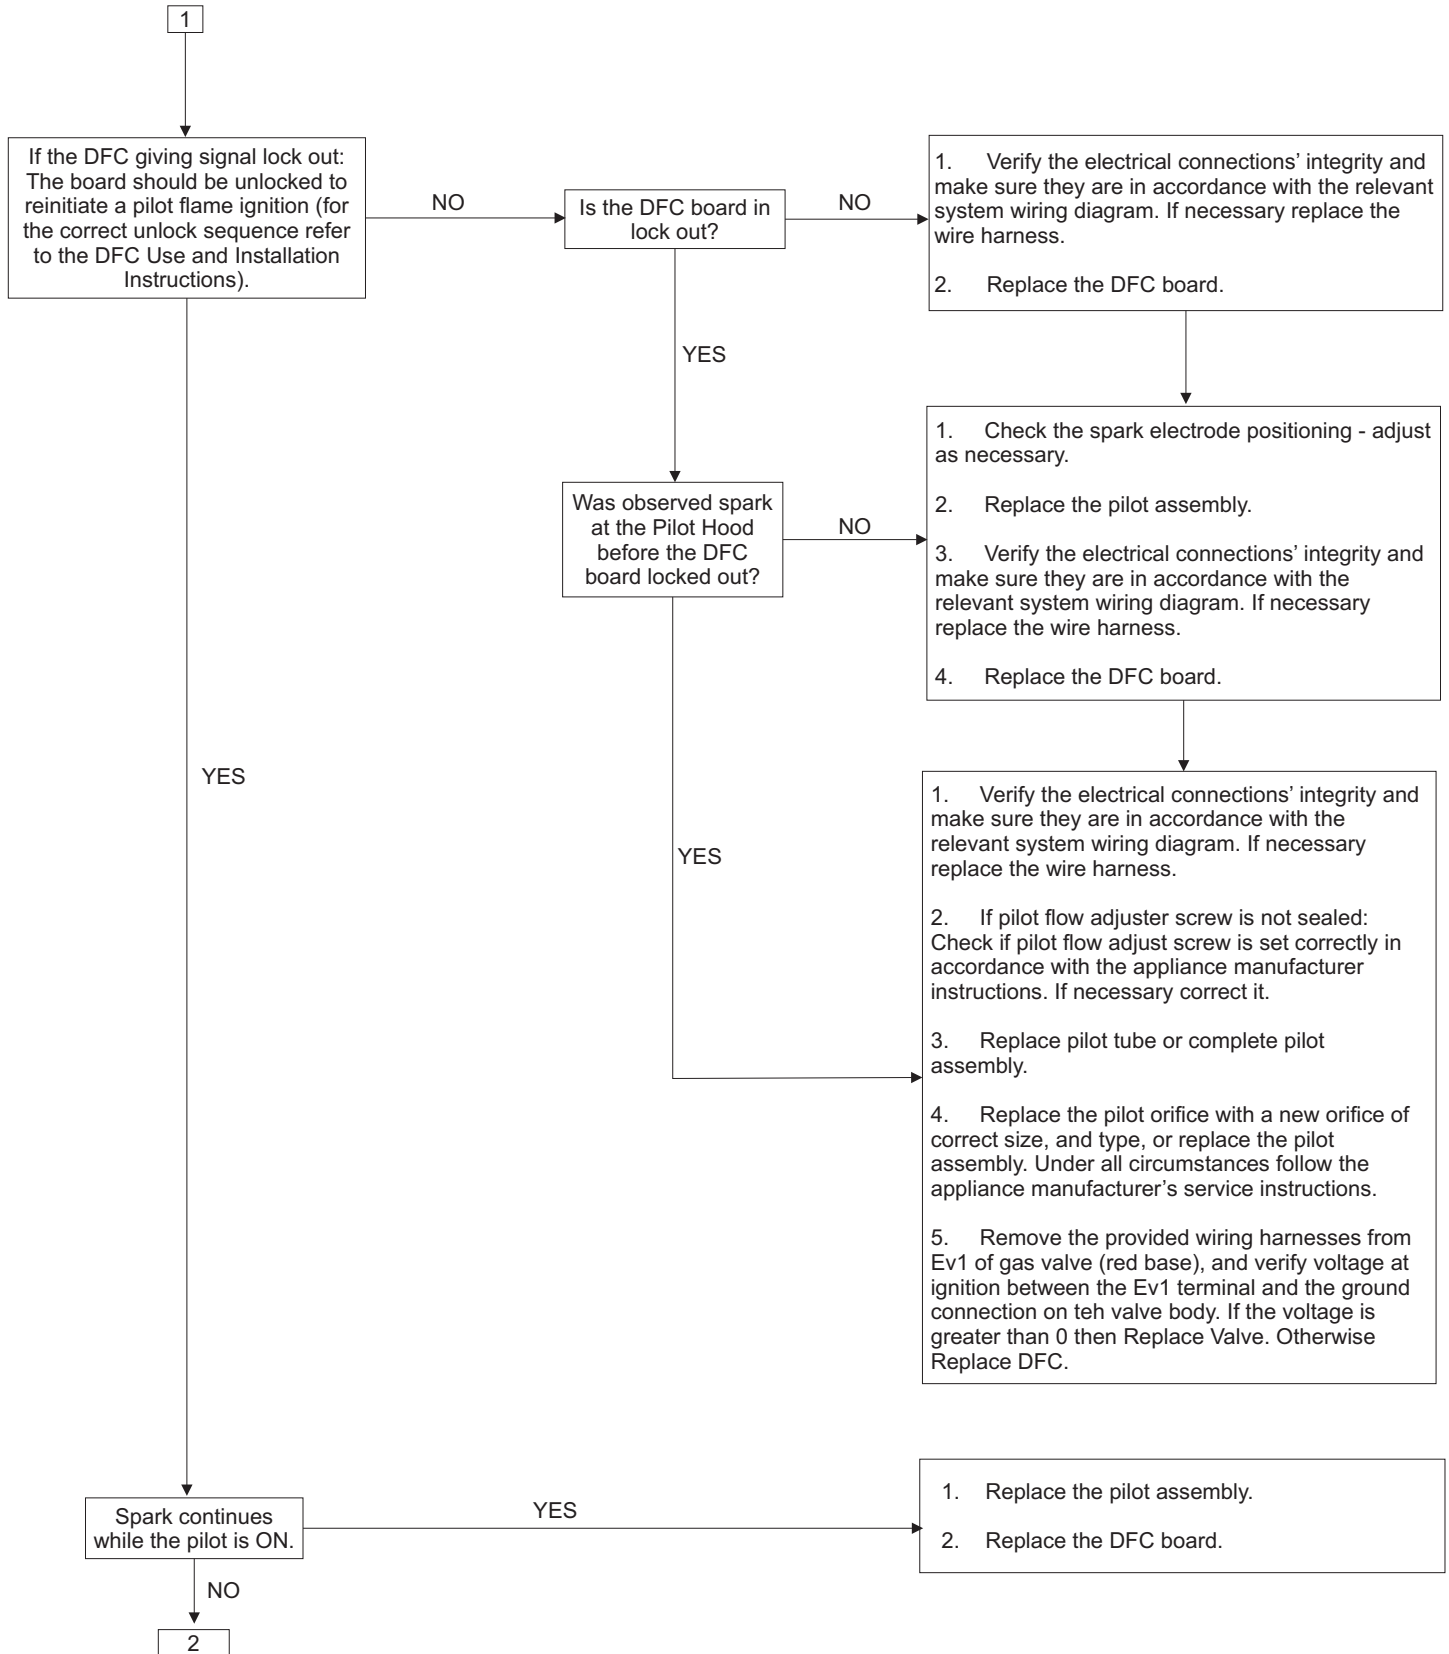 1
If the DFC giving signal lock out:
The board should be unlocked to
reinitiate a pilot flame ignition (for
the correct unlock sequence refer
to the DFC Use and Installation
Instructions).
NO
Is the DFC board in
lock out?
NO
1. Verify the electrical connections’ integrity and
make sure they are in accordance with the relevant
system wiring diagram. If necessary replace the
wire harness.
2. Replace the DFC board.
YES
Was observed spark
at the Pilot Hood
before the DFC
board locked out?
NO
1. Check the spark electrode positioning - adjust
as necessary.
2. Replace the pilot assembly.
3. Verify the electrical connections’ integrity and
make sure they are in accordance with the
relevant system wiring diagram. If necessary
replace the wire harness.
4. Replace the DFC board.
YES
YES
1. Verify the electrical connections’ integrity and
make sure they are in accordance with the
relevant system wiring diagram. If necessary
replace the wire harness.
2. If pilot flow adjuster screw is not sealed:
Check if pilot flow adjust screw is set correctly in
accordance with the appliance manufacturer
instructions. If necessary correct it.
3. Replace pilot tube or complete pilot
assembly.
4. Replace the pilot orifice with a new orifice of
correct size, and type, or replace the pilot
assembly. Under all circumstances follow the
appliance manufacturer’s service instructions.
5. Remove the provided wiring harnesses from
Ev1 of gas valve (red base), and verify voltage at
ignition between the Ev1 terminal and the ground
connection on teh valve body. If the voltage is
greater than 0 then Replace Valve. Otherwise
Replace DFC.
Spark continues
while the pilot is ON.
YES
1. Replace the pilot assembly.
2. Replace the DFC board.
NO
2